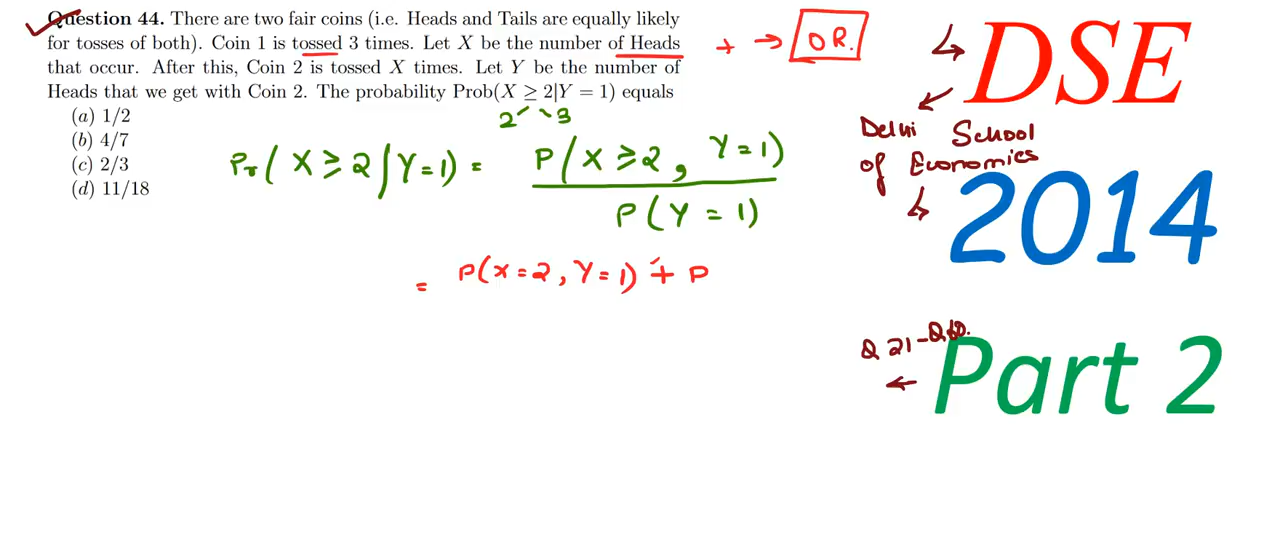 Question 44. There are two fair coins (i.e. Heads and Tails are equally likely
for tosses of both). Coin 1 is tossed 3 times. Let X be the number of Heads
that occur. After this, Coin 2 is tossed X times. Let Y be the number of
Heads that we get with Coin 2. The probability Prob(X ≥ 2|Y = 1) equals
(a) 1/2
(b) 4/7
(c) 2/3
(d) 11/18
2 3
Pr(X ≥ 2 / Y = 1) = P(X ≥ 2, Y = 1)
P(Y = 1)
= P(X = 2, Y = 1) + P
+ → OR.
DSE
Delhi School
of Economics
2014
Q 21 - Q 60.
Part 2